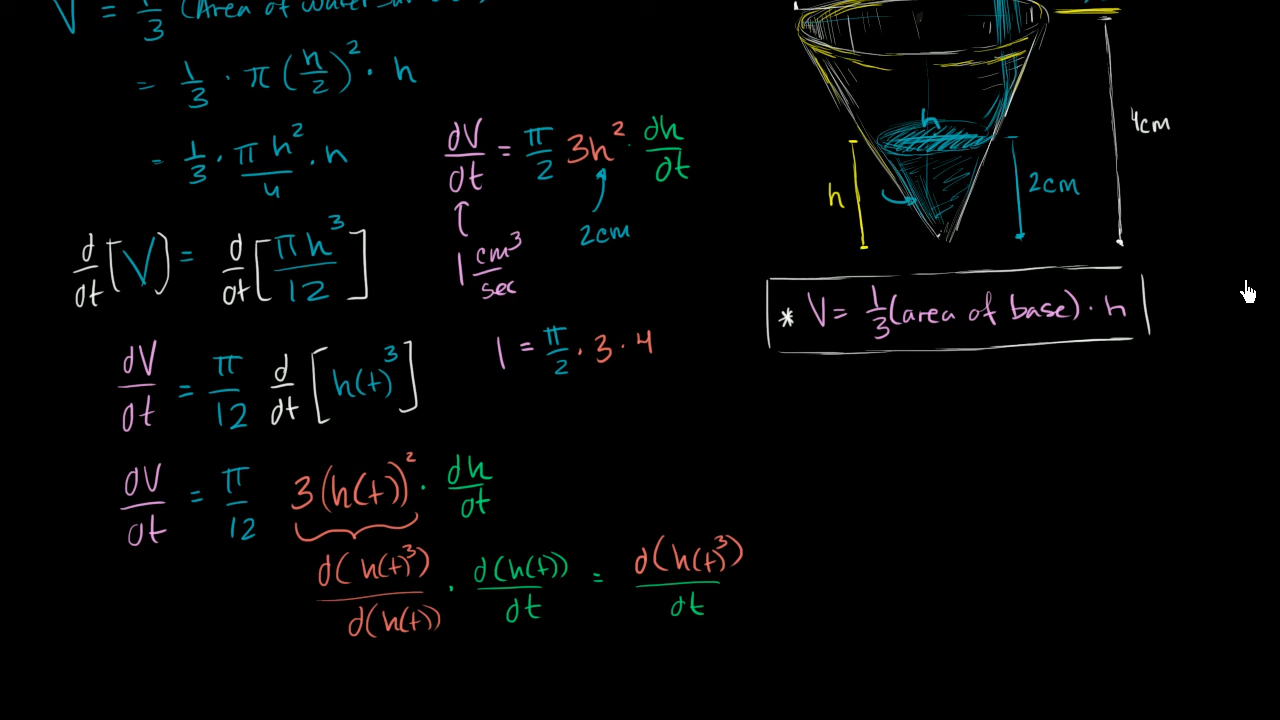 V = 1/3 (Area of water
= 1/3 · π (h/2)² · h
= 1/3 · πh²/4 · h
d/dt [V] = d/dt [πh³/12]
dV/dt = π/12 d/dt [h(t)³]
dV/dt = π/12 3(h(t))² · dh/dt
d(h(t)³)/d(h(t)) · d(h(t))/dt = d(h(t)³)/dt
dV/dt = π/2 3h² · dh/dt
2cm
1 cm³/sec
1 = π/2 · 3 · 4
h
4cm
h
2cm
* V = 1/3 (area of base) · h